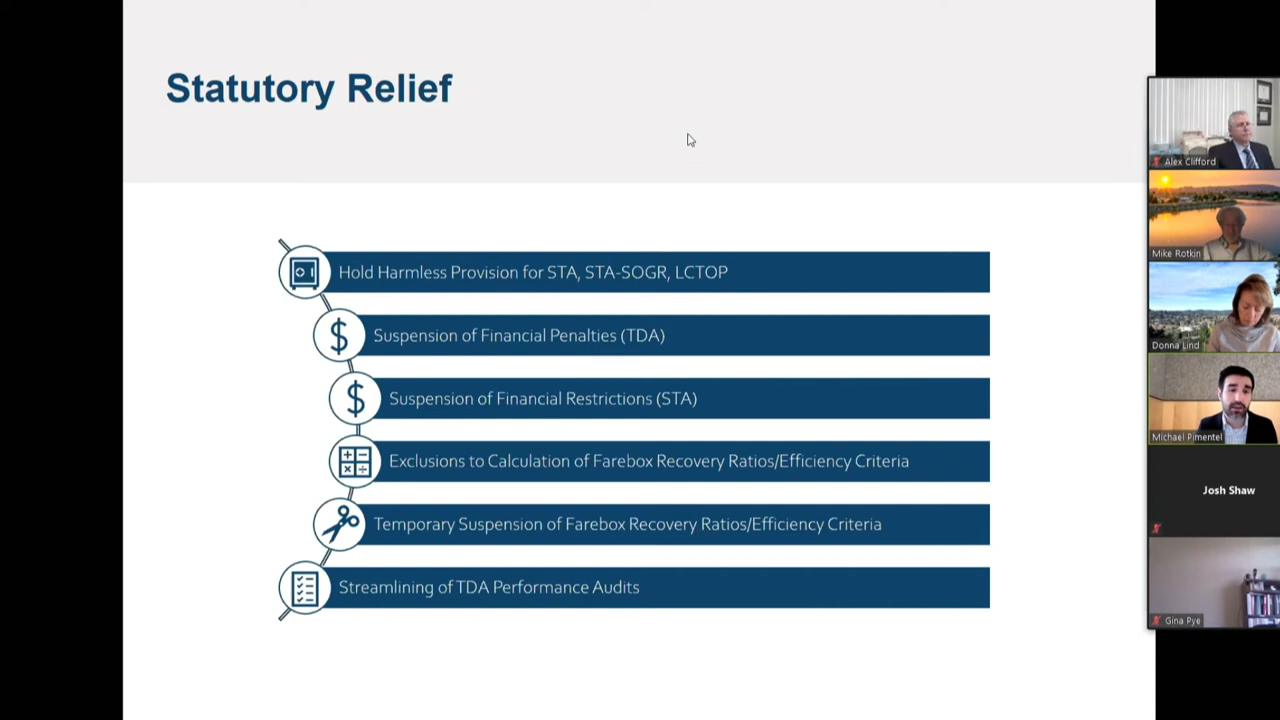 Statutory Relief
Hold Harmless Provision for STA, STA-SOGR, LCTOP
Suspension of Financial Penalties (TDA)
Suspension of Financial Restrictions (STA)
Exclusions to Calculation of Farebox Recovery Ratios/Efficiency Criteria
Temporary Suspension of Farebox Recovery Ratios/Efficiency Criteria
Streamlining of TDA Performance Audits
Alex Clifford
Mike Rotkin
Donna Lind
Michael Pimentel
Josh Shaw
Gina Pye